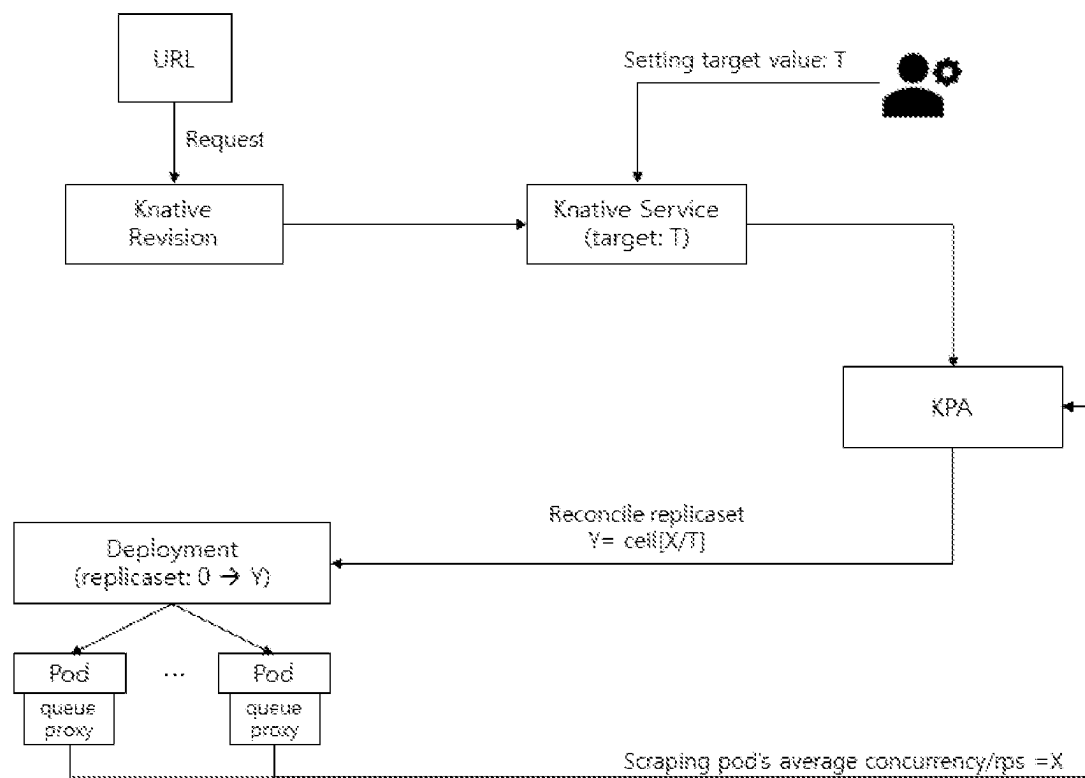 URL
Setting target value: T
Request
Knative
Revision
Knative Service
(target: T)
KPA
Reconcile replicaset
Y= ceil[X/T]
Deployment
(replicaset: 0 → Y)
Pod
...
Pod
queue
proxy
queue
proxy
Scraping pod's average concurrency/rps =X